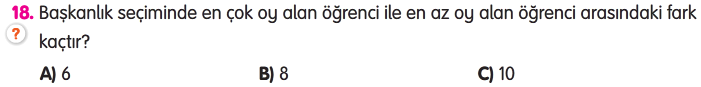 18. Başkanlık seçiminde en çok oy alan öğrenci ile en az oy alan öğrenci arasındaki fark
? kaçtır?
A) 6 B) 8 C) 10